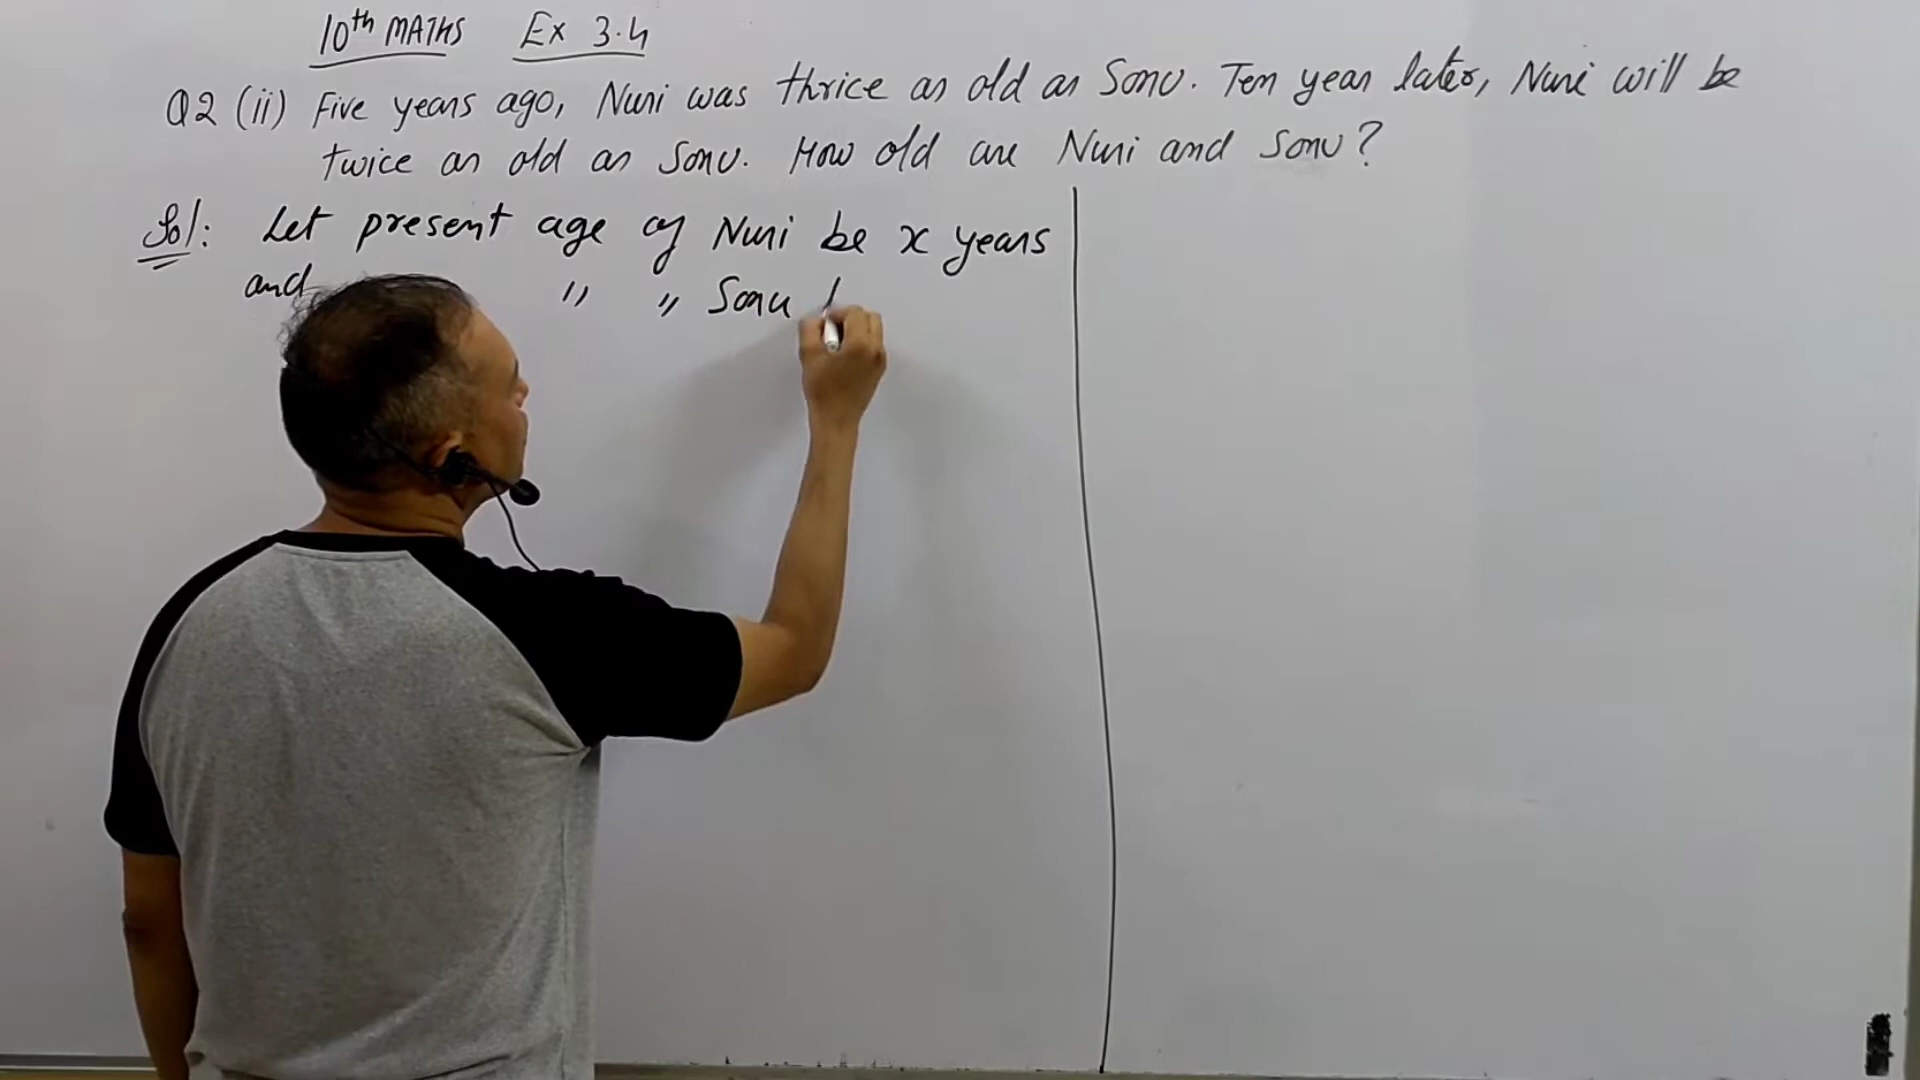 10th MATHS Ex 3.4
Q2 (ii) Five years ago, Nuri was thrice as old as Sonu. Ten year later, Nuri will be
twice as old as Sonu. How old are Nuri and Sonu?
Sol: Let present age of Nuri be x years
and " " Sonu